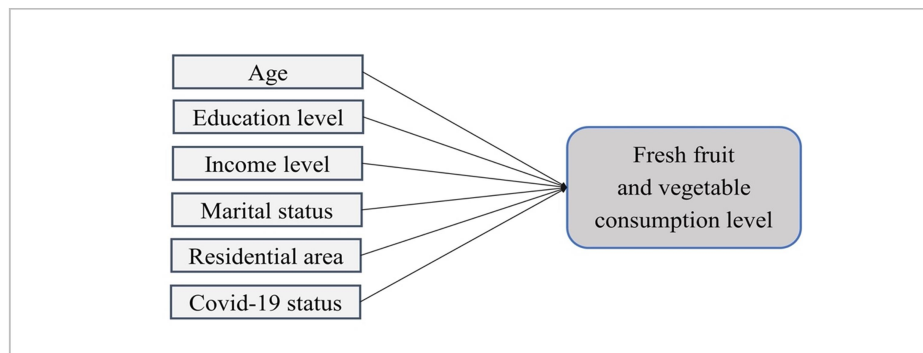 Age
Education level
Income level
Marital status
Residential area
Covid-19 status
Fresh fruit
and vegetable
consumption level